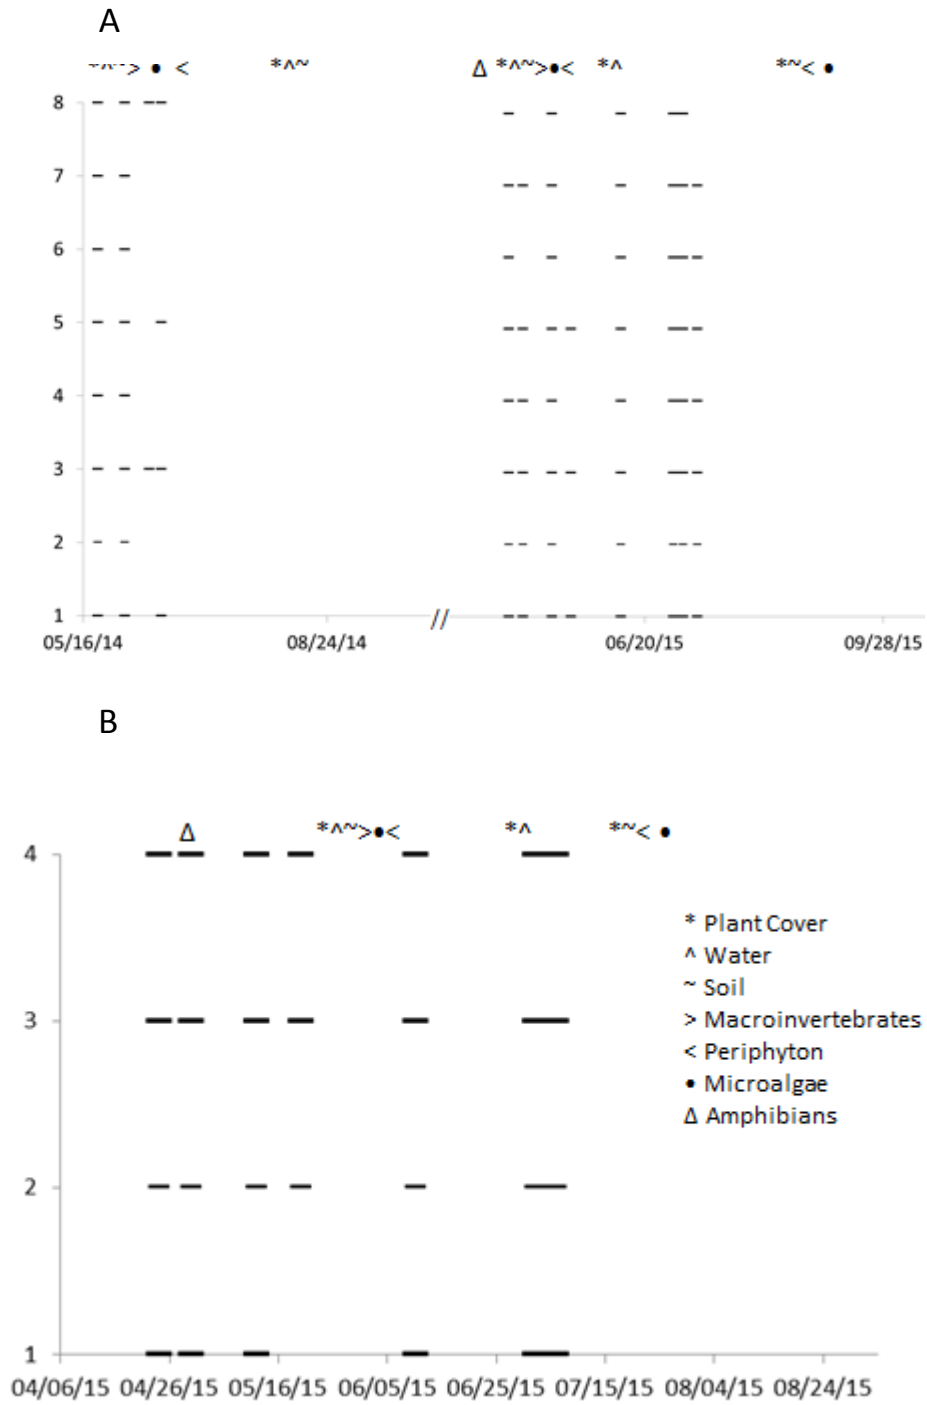 A
*^~> • <
*^~
Δ *^~>•<
*^
*~< •
8
7
6
5
4
3
2
1
//
05/16/14
08/24/14
06/20/15
09/28/15
B
Δ
*^~>•<
*^
*~< •
4
3
2
1
* Plant Cover
^ Water
~ Soil
> Macroinvertebrates
< Periphyton
• Microalgae
Δ Amphibians
04/06/15
04/26/15
05/16/15
06/05/15
06/25/15
07/15/15
08/04/15
08/24/15